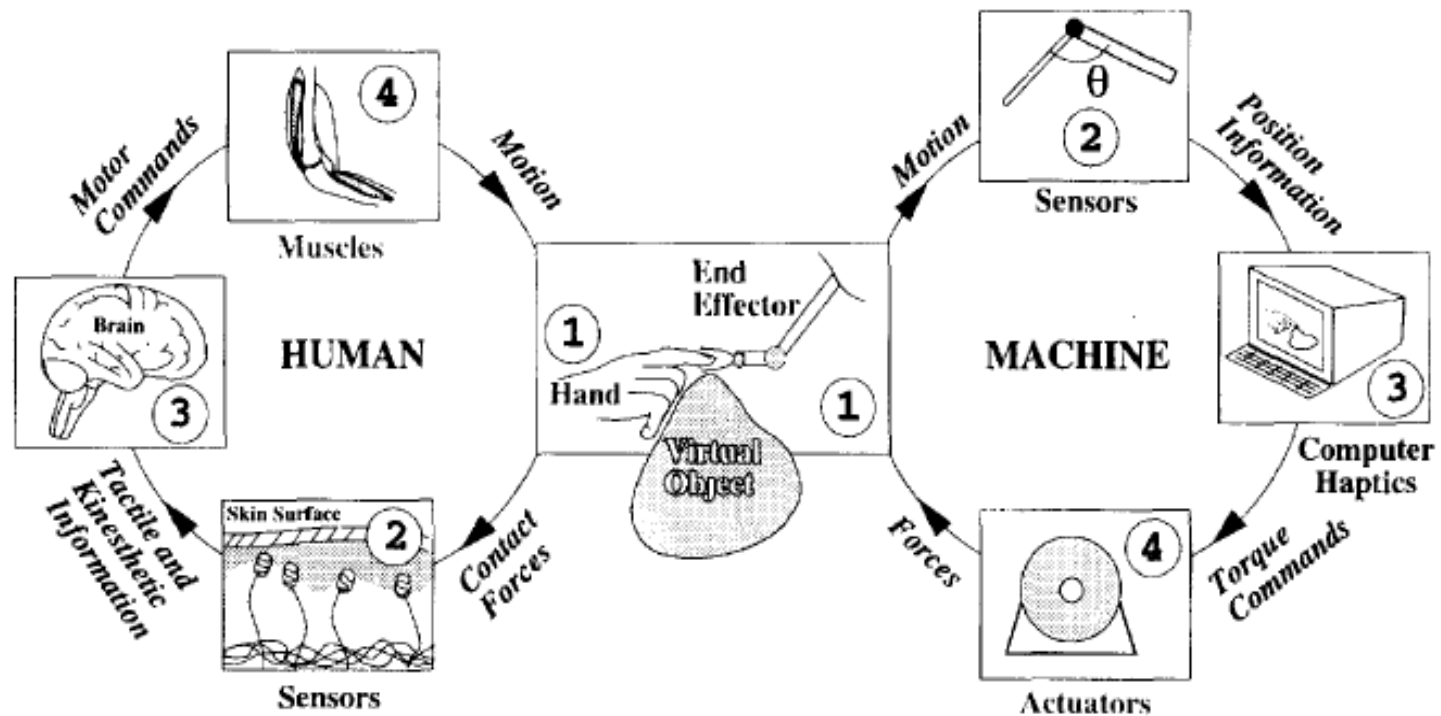 4
Motor
Commands
Muscles
Motion
Brain
3
HUMAN
Tactile and
Kinesthetic
Information
Skin Surface
2
Sensors
Contact
Forces
1
Hand
End
Effector
1
Virtual
Object
Motion
θ
2
Sensors
Position
Information
MACHINE
3
Computer
Haptics
Torque
Commands
4
Actuators
Forces